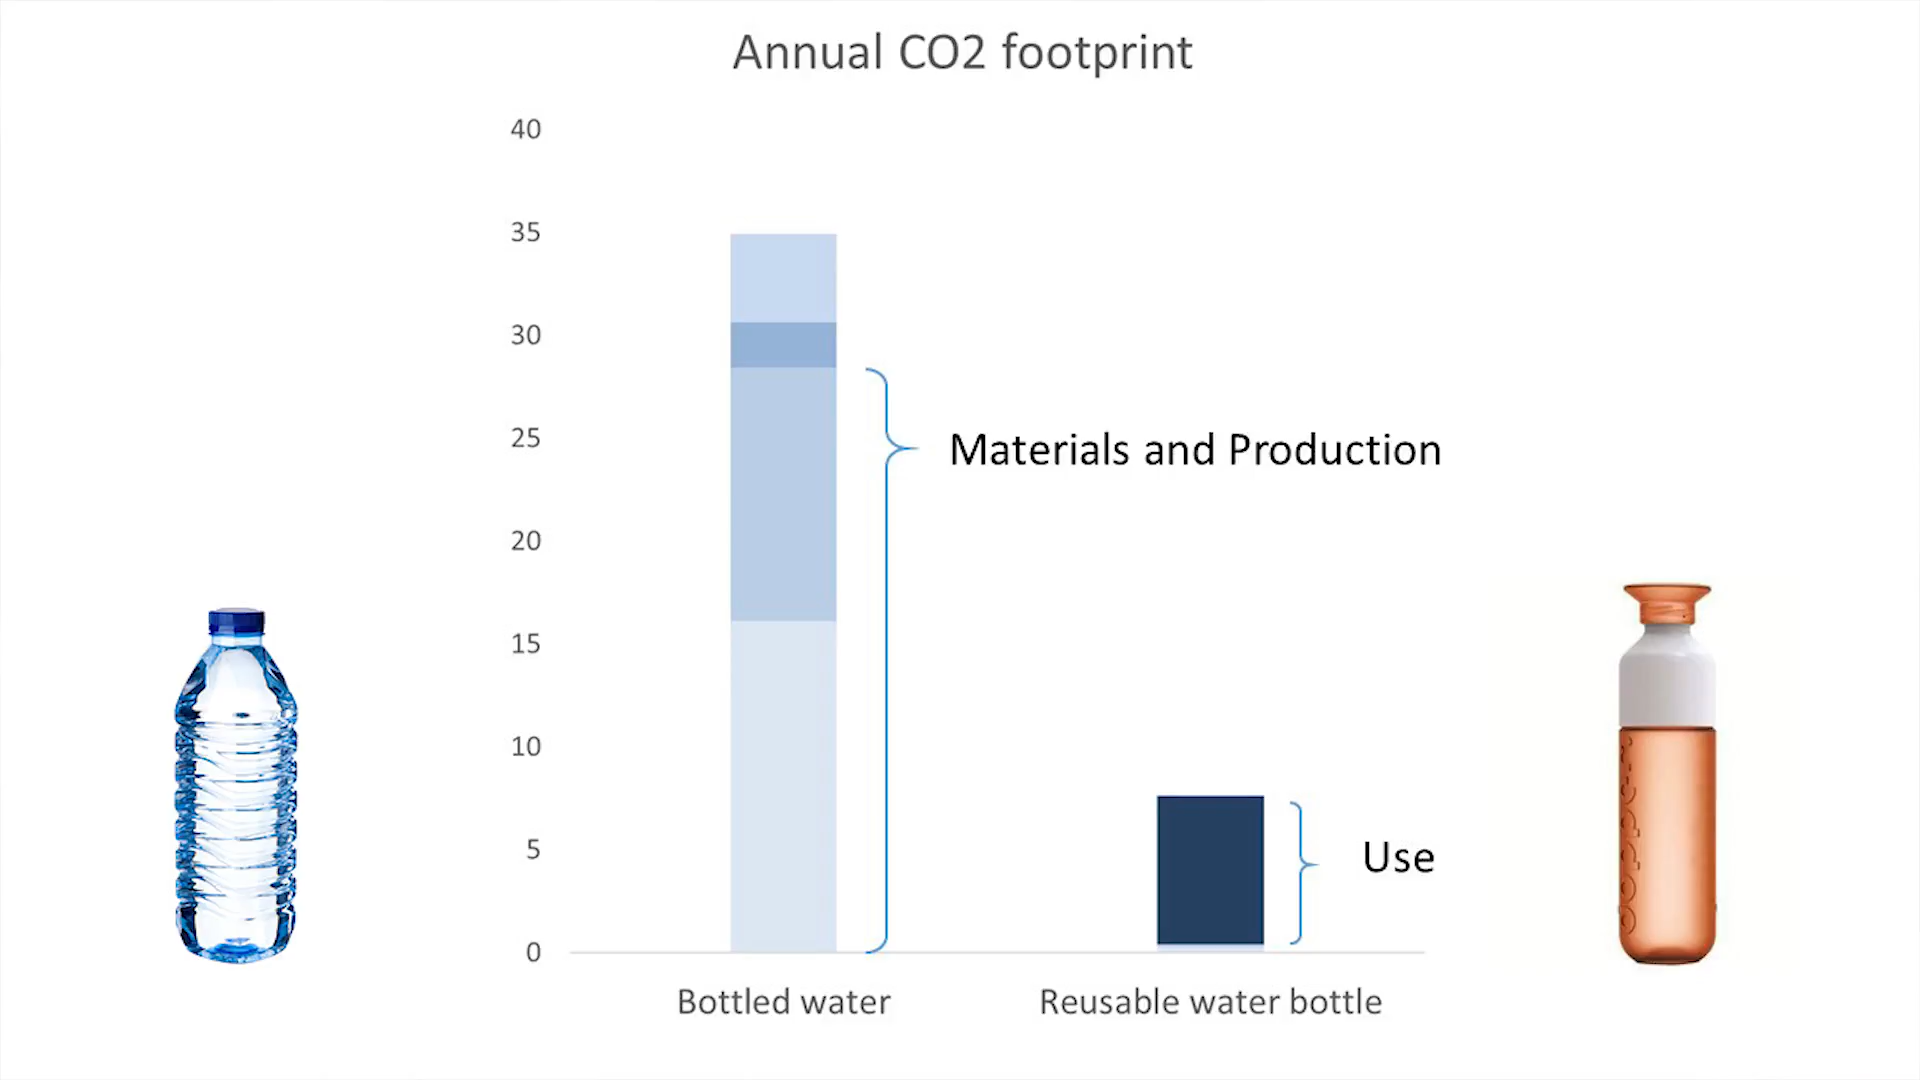 Annual CO2 footprint
40
35
30
25
20
15
10
5
0
Materials and Production
Use
Bottled water
Reusable water bottle
dopper